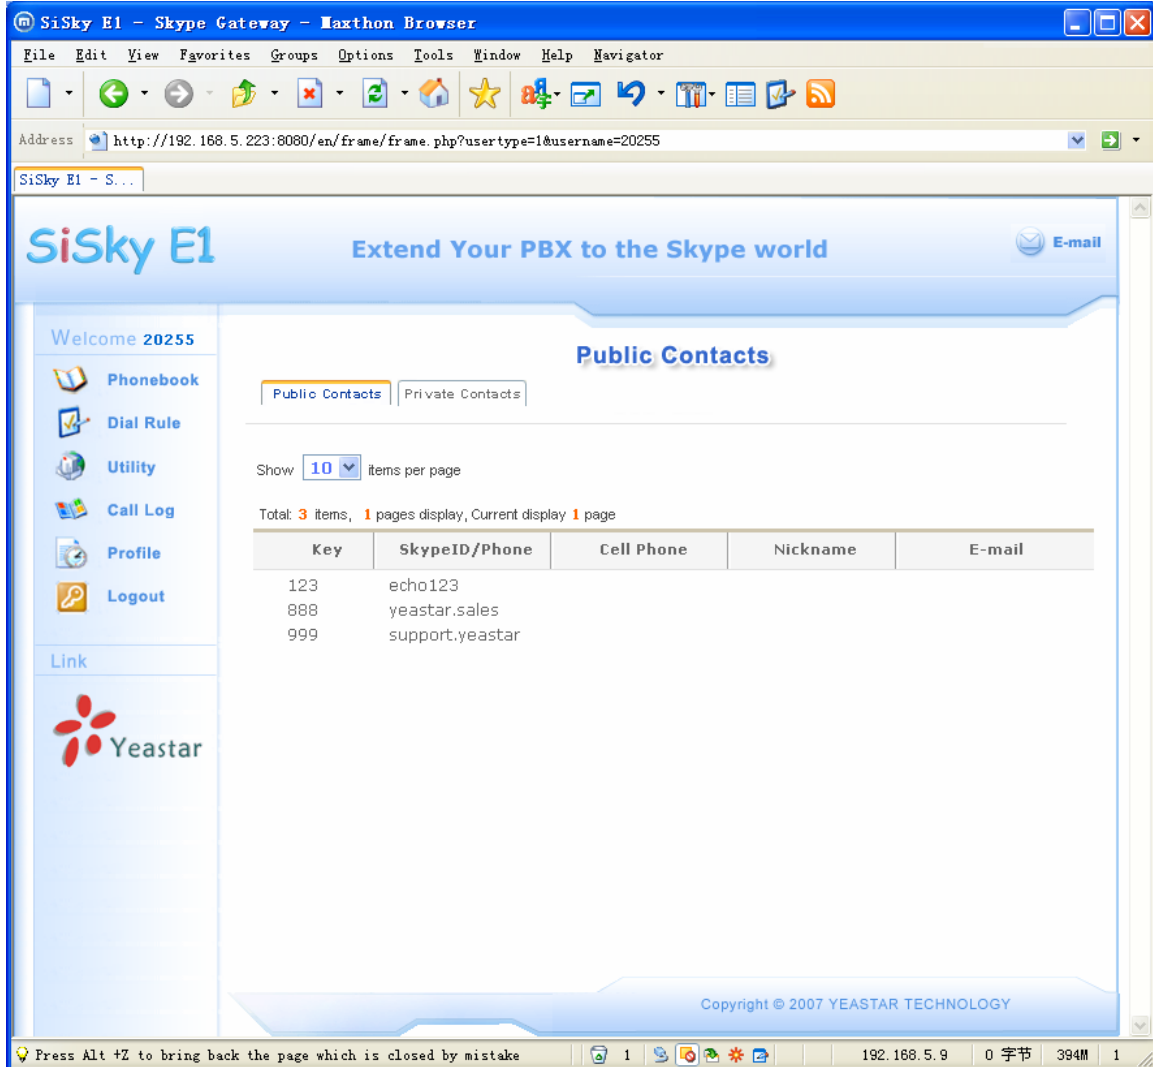 SiSky E1 - Skype Gateway - Maxthon Browser
File Edit View Favorites Groups Options Tools Window Help Navigator
Address http://192.168.5.223:8080/en/frame/frame.php?usertype=1&username=20255
SiSky E1 - S...
SiSky E1 Extend Your PBX to the Skype world E-mail
Welcome 20255
Phonebook
Dial Rule
Utility
Call Log
Profile
Logout
Link
Yeastar
Public Contacts
Public Contacts Private Contacts
Show 10 items per page
Total: 3 items, 1 pages display, Current display 1 page
Key SkypeID/Phone Cell Phone Nickname E-mail
123 echo123
888 yeastar.sales
999 support.yeastar
Copyright © 2007 YEASTAR TECHNOLOGY
Press Alt +Z to bring back the page which is closed by mistake 1 192.168.5.9 0 字节 394M 1